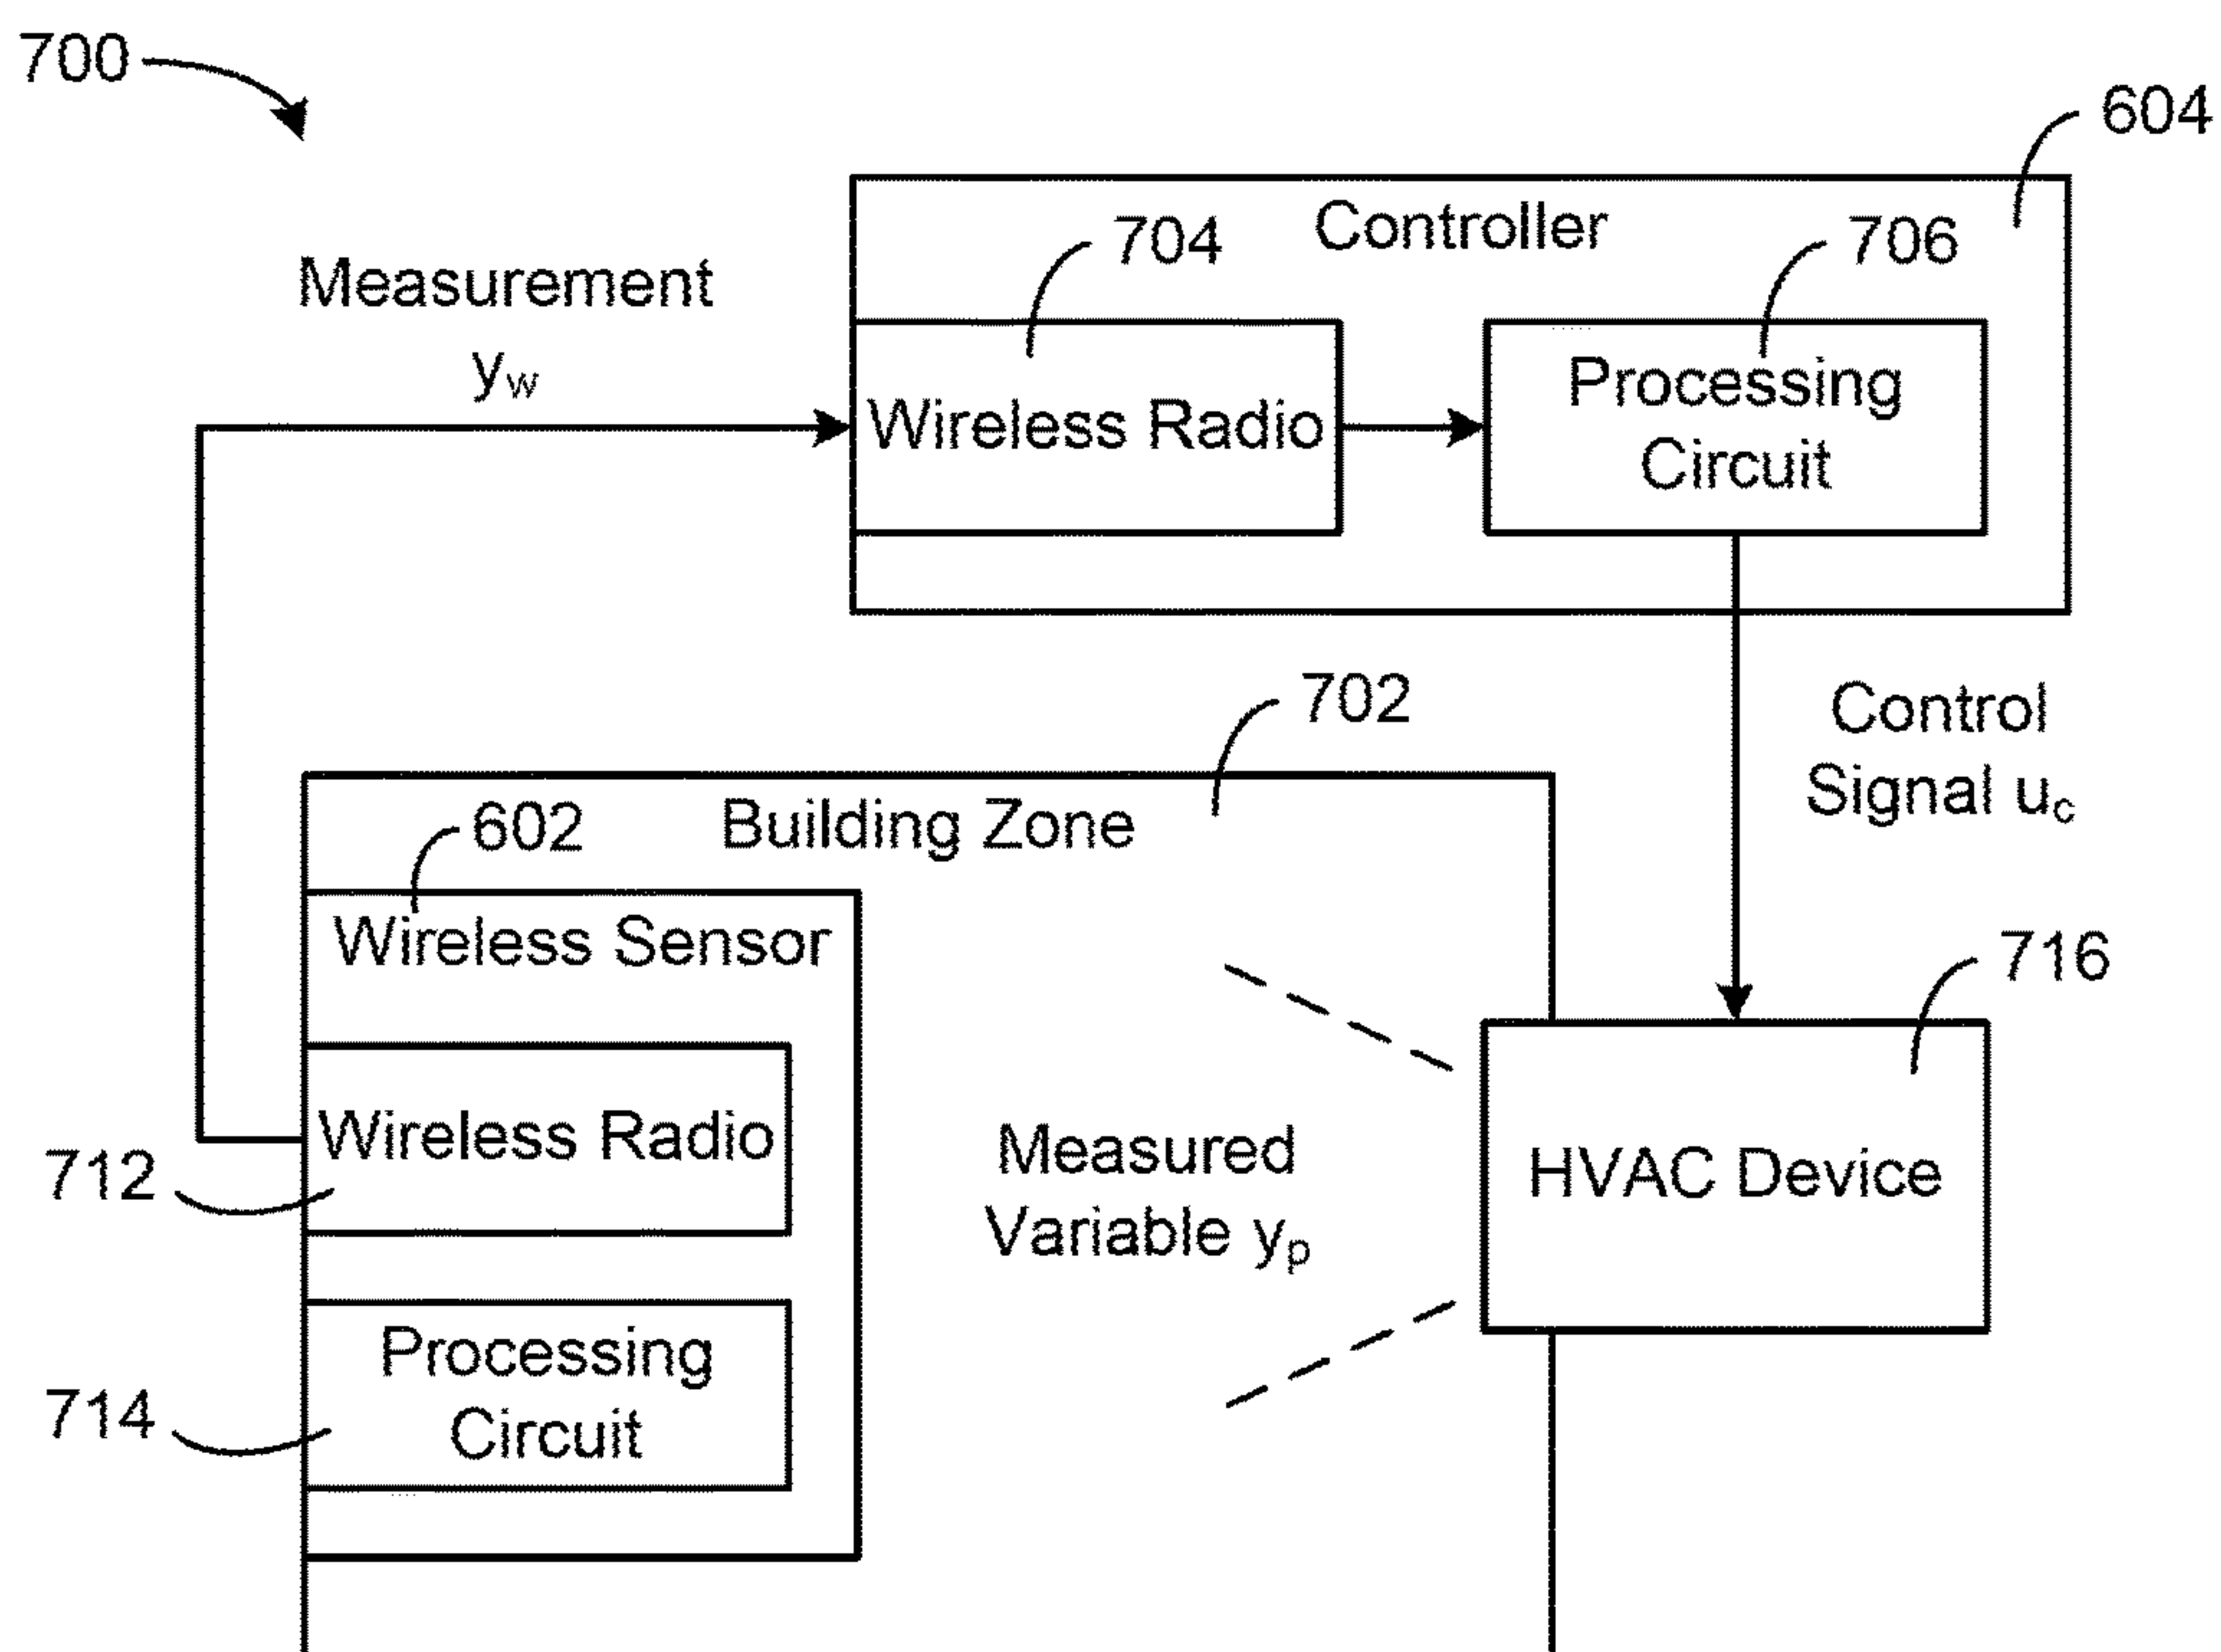 700
604
Controller
704
706
Measurement
yw
Wireless Radio
Processing
Circuit
702
Control
Signal uc
Building Zone
602
Wireless Sensor
716
Wireless Radio
712
Measured
Variable yp
HVAC Device
Processing
Circuit
714